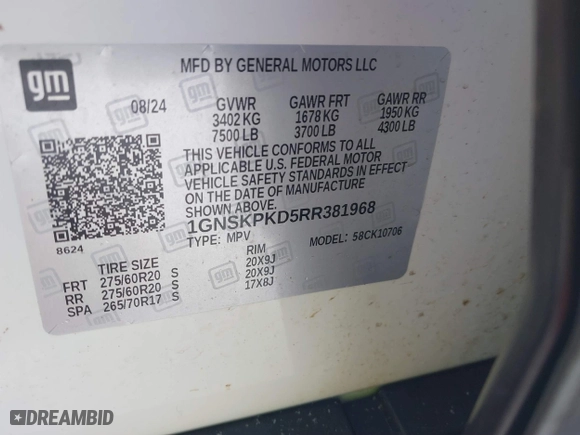 gm
MFD BY GENERAL MOTORS LLC
08/24 GVWR GAWR FRT GAWR RR
3402 KG 1678 KG 1950 KG
7500 LB 3700 LB 4300 LB
THIS VEHICLE CONFORMS TO ALL
APPLICABLE U.S. FEDERAL MOTOR
VEHICLE SAFETY STANDARDS IN EFFECT
ON THE DATE OF MANUFACTURE
SHOWN ABOVE.
1GNSKPKD5RR381968
8624
TYPE: MPV MODEL: 58CK10706
TIRE SIZE RIM
FRT 275/60R20 S 20X9J
RR 275/60R20 S 20X9J
SPA 265/70R17 S 17X8J
DREAMBID